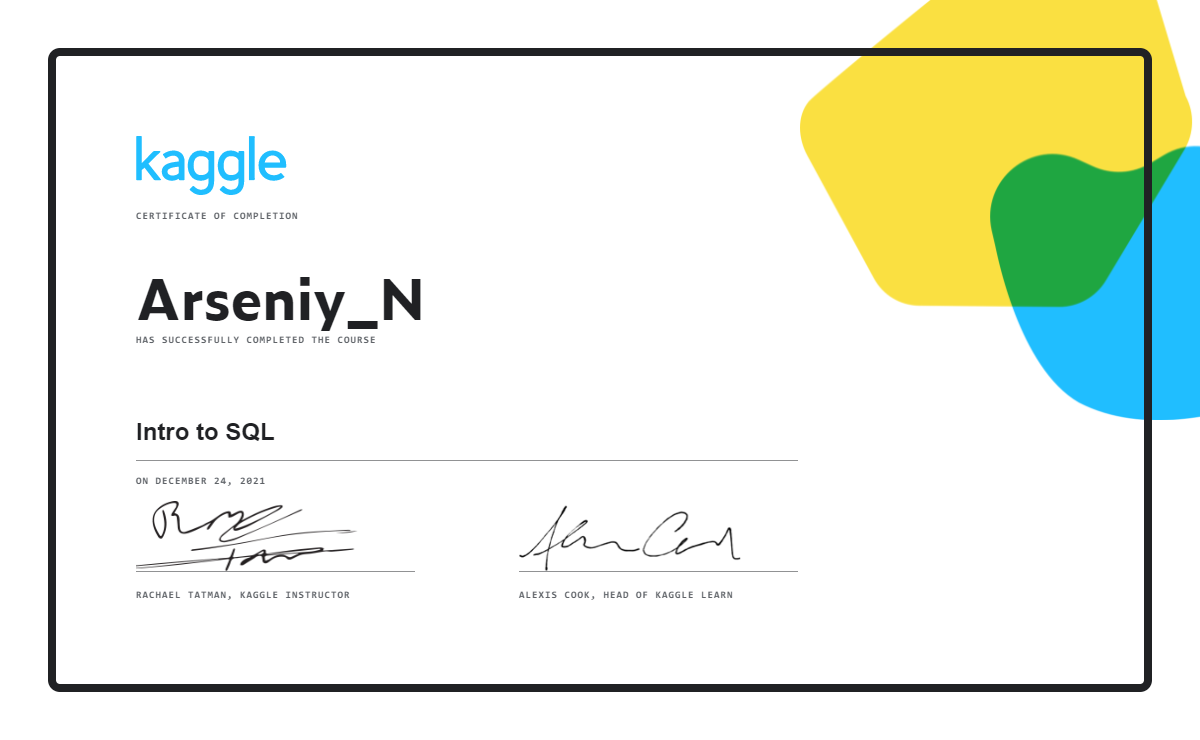 kaggle
CERTIFICATE OF COMPLETION
Arseniy_N
HAS SUCCESSFULLY COMPLETED THE COURSE
Intro to SQL
ON DECEMBER 24, 2021
RACHAEL TATMAN, KAGGLE INSTRUCTOR
ALEXIS COOK, HEAD OF KAGGLE LEARN